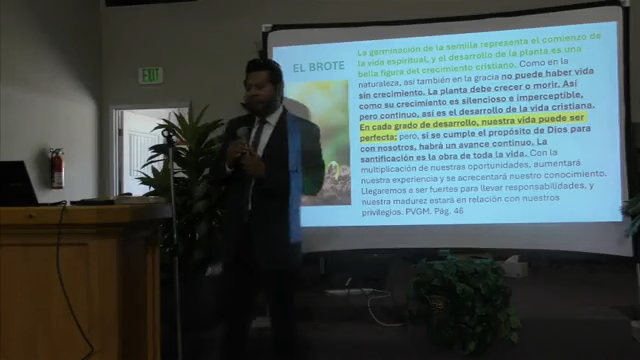 EXIT
EL BROTE
La germinación de la semilla representa el comienzo de
la vida espiritual, y el desarrollo de la planta es una
bella figura del crecimiento cristiano. Como en la
naturaleza, así también en la gracia no puede haber vida
sin crecimiento. La planta debe crecer o morir. Así
como su crecimiento es silencioso e imperceptible,
pero continuo, así es el desarrollo de la vida cristiana.
En cada grado de desarrollo, nuestra vida puede ser
perfecta; pero, si se cumple el propósito de Dios para
con nosotros, habrá un avance continuo. La
santificación es la obra de toda la vida. Con la
multiplicación de nuestras oportunidades, aumentará
nuestra experiencia y se acrecentará nuestro conocimiento.
Llegaremos a ser fuertes para llevar responsabilidades, y
nuestra madurez estará en relación con nuestros
privilegios. PVGM. Pág. 46